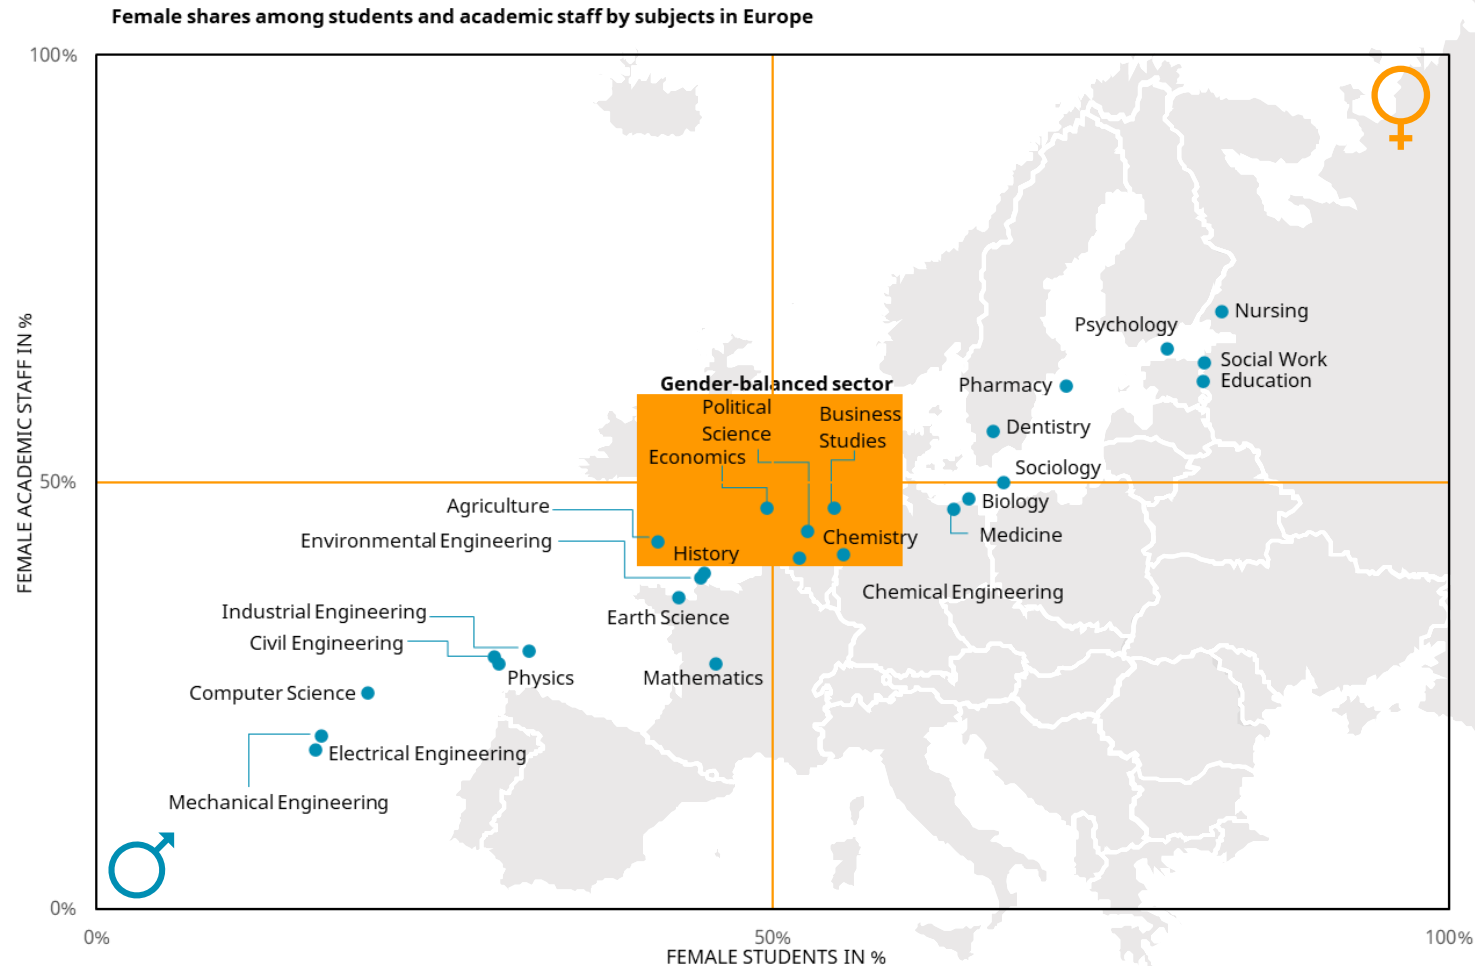 Female shares among students and academic staff by subjects in Europe
100%
Nursing
Psychology
Social Work
Education
Pharmacy
Gender-balanced sector
Political
Science
Business
Studies
Dentistry
Economics
Sociology
50%
FEMALE ACADEMIC STAFF IN %
Agriculture
Biology
Medicine
Environmental Engineering
Chemistry
History
Chemical Engineering
Industrial Engineering
Earth Science
Civil Engineering
Physics
Mathematics
Computer Science
Electrical Engineering
Mechanical Engineering
0%
0%
50%
100%
FEMALE STUDENTS IN %